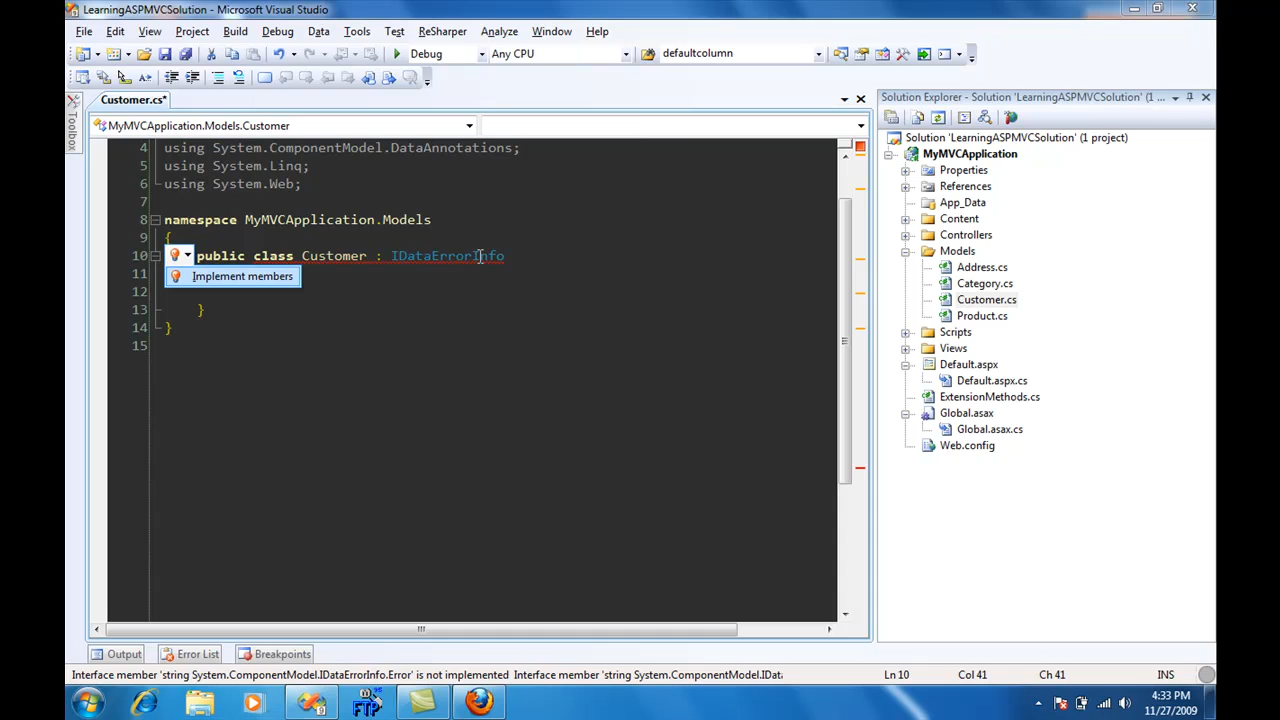 LearningASPMVCSolution - Microsoft Visual Studio
File Edit View Project Build Debug Data Tools Test ReSharper Analyze Window Help
Debug Any CPU defaultcolumn
Toolbox
Customer.cs*
MyMVCApplication.Models.Customer
4 using System.ComponentModel.DataAnnotations;
5 using System.Linq;
6 using System.Web;
7
8 namespace MyMVCApplication.Models
9 {
10 public class Customer : IDataErrorInfo
11 Implement members
12
13 }
14 }
15
Solution Explorer - Solution 'LearningASPMVCSolution' (1 ...
Solution 'LearningASPMVCSolution' (1 project)
MyMVCApplication
Properties
References
App_Data
Content
Controllers
Models
Address.cs
Category.cs
Customer.cs
Product.cs
Scripts
Views
Default.aspx
Default.aspx.cs
ExtensionMethods.cs
Global.asax
Global.asax.cs
Web.config
Output Error List Breakpoints
Interface member 'string System.ComponentModel.IDataErrorInfo.Error' is not implemented Interface member 'string System.ComponentModel.IData Ln 10 Col 41 Ch 41 INS
FTP
4:33 PM
11/27/2009